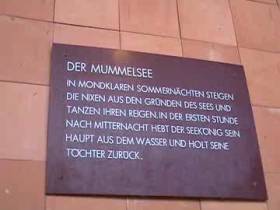 DER MUMMELSEE
IN MONDKLAREN SOMMERNÄCHTEN STEIGEN
DIE NIXEN AUS DEN GRÜNDEN DES SEES UND
TANZEN IHREN REIGEN. IN DER ERSTEN STUNDE
NACH MITTERNACHT HEBT DER SEEKÖNIG SEIN
HAUPT AUS DEM WASSER UND HOLT SEINE
TÖCHTER ZURÜCK.